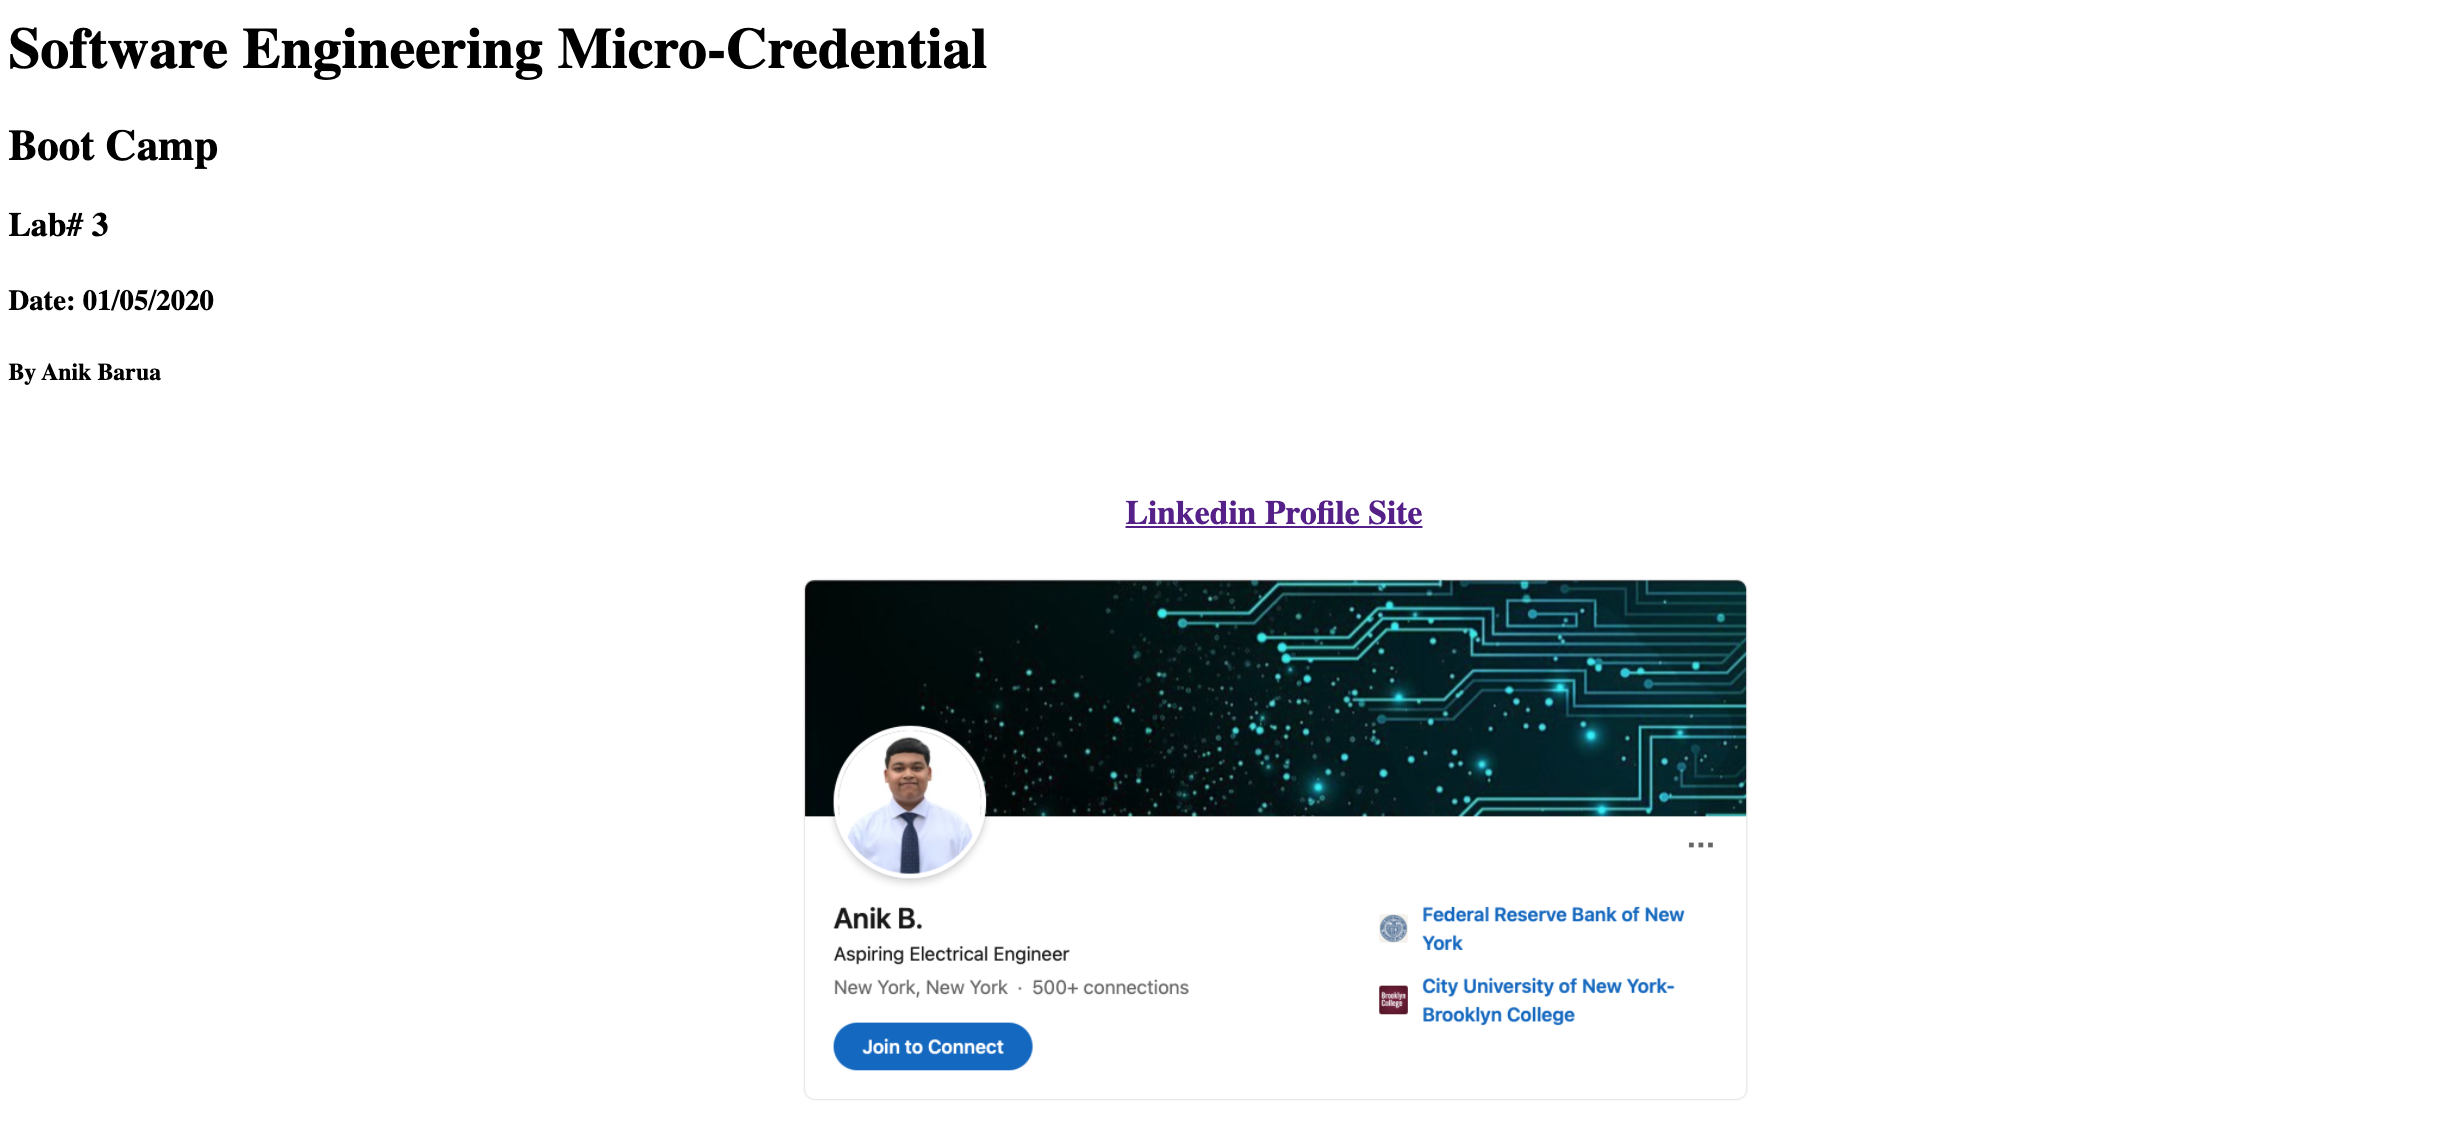 Software Engineering Micro-Credential
Boot Camp
Lab# 3
Date: 01/05/2020
By Anik Barua
Linkedin Profile Site
Anik B.
Aspiring Electrical Engineer
New York, New York · 500+ connections
Join to Connect
Federal Reserve Bank of New
York
Brooklyn
College
City University of New York-
Brooklyn College